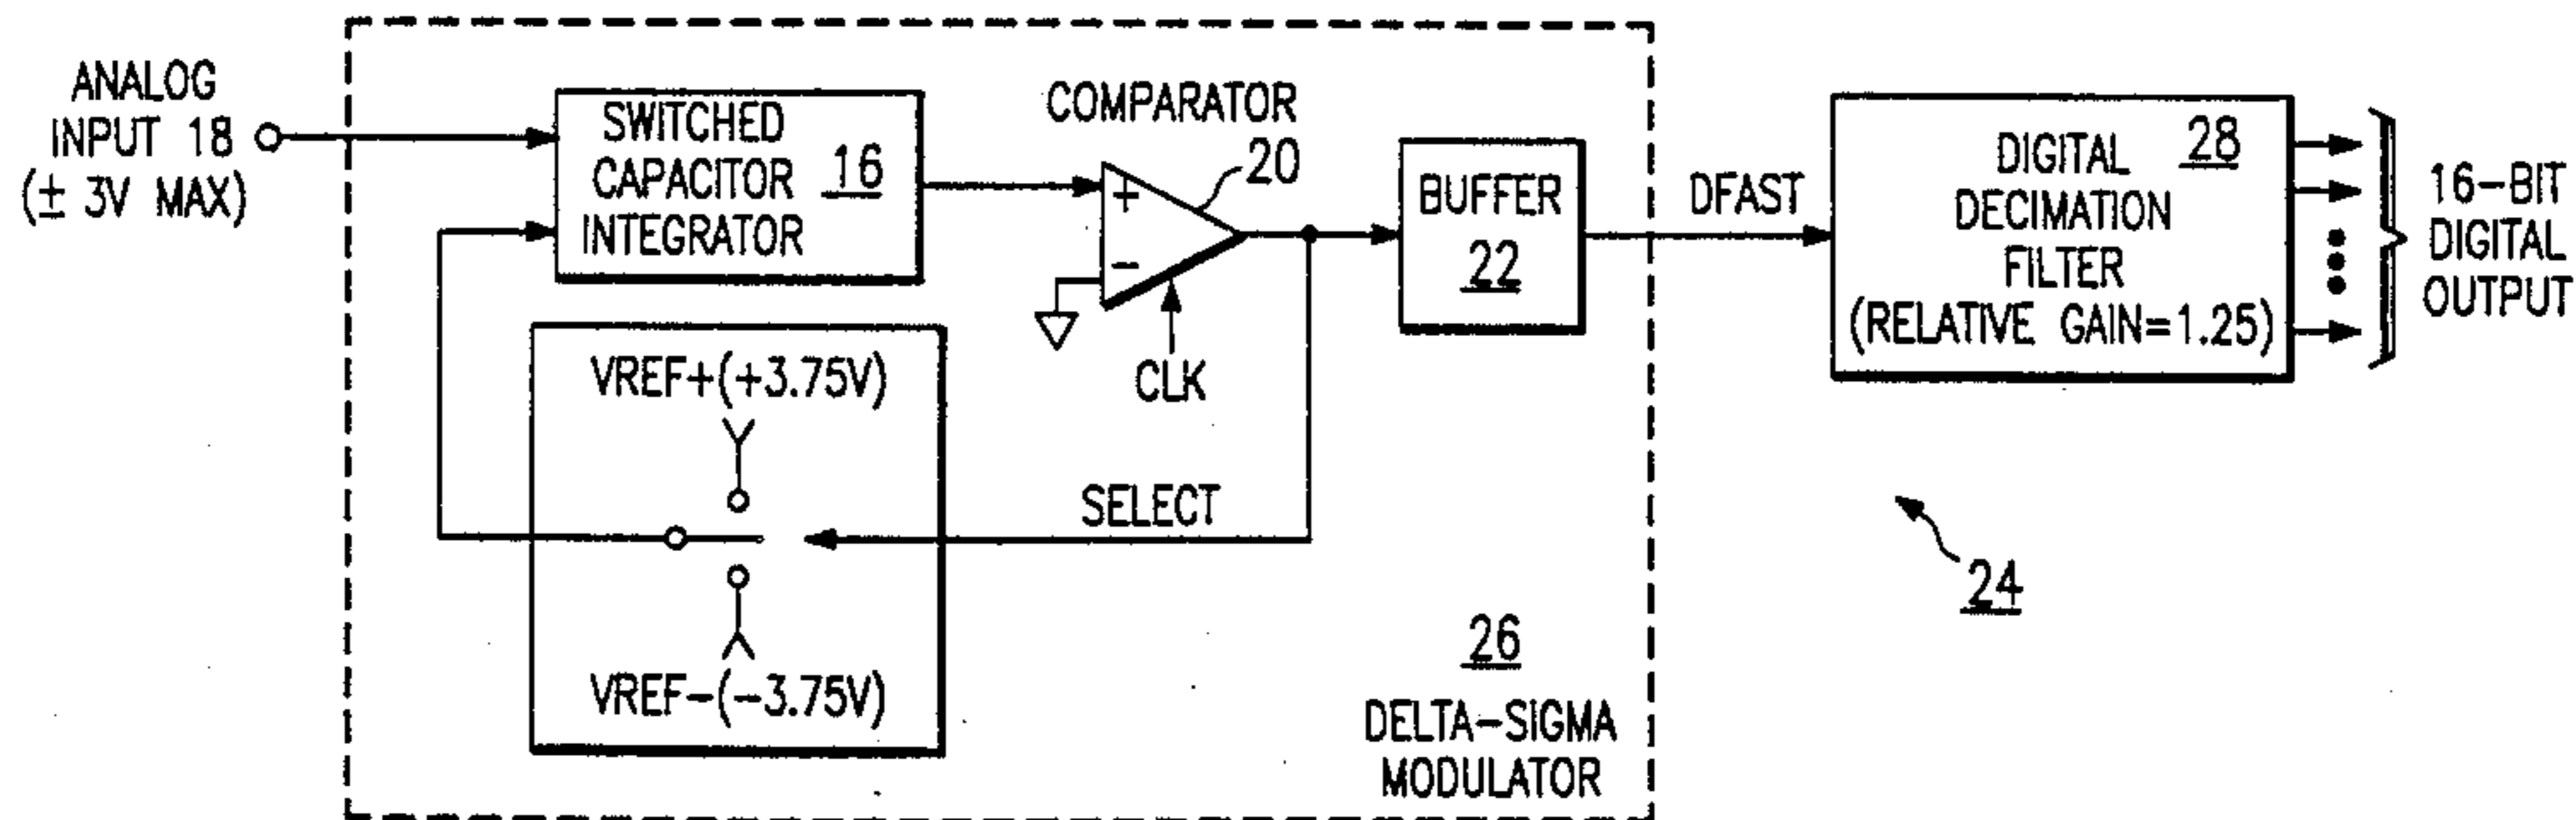 ANALOG
INPUT 18
(± 3V MAX)
SWITCHED
CAPACITOR
INTEGRATOR
16
COMPARATOR
20
+
−
CLK
BUFFER
22
DFAST
DIGITAL
DECIMATION
FILTER
(RELATIVE GAIN=1.25)
28
16-BIT
DIGITAL
OUTPUT
VREF+(+3.75V)
SELECT
VREF-(-3.75V)
26
DELTA-SIGMA
MODULATOR
24